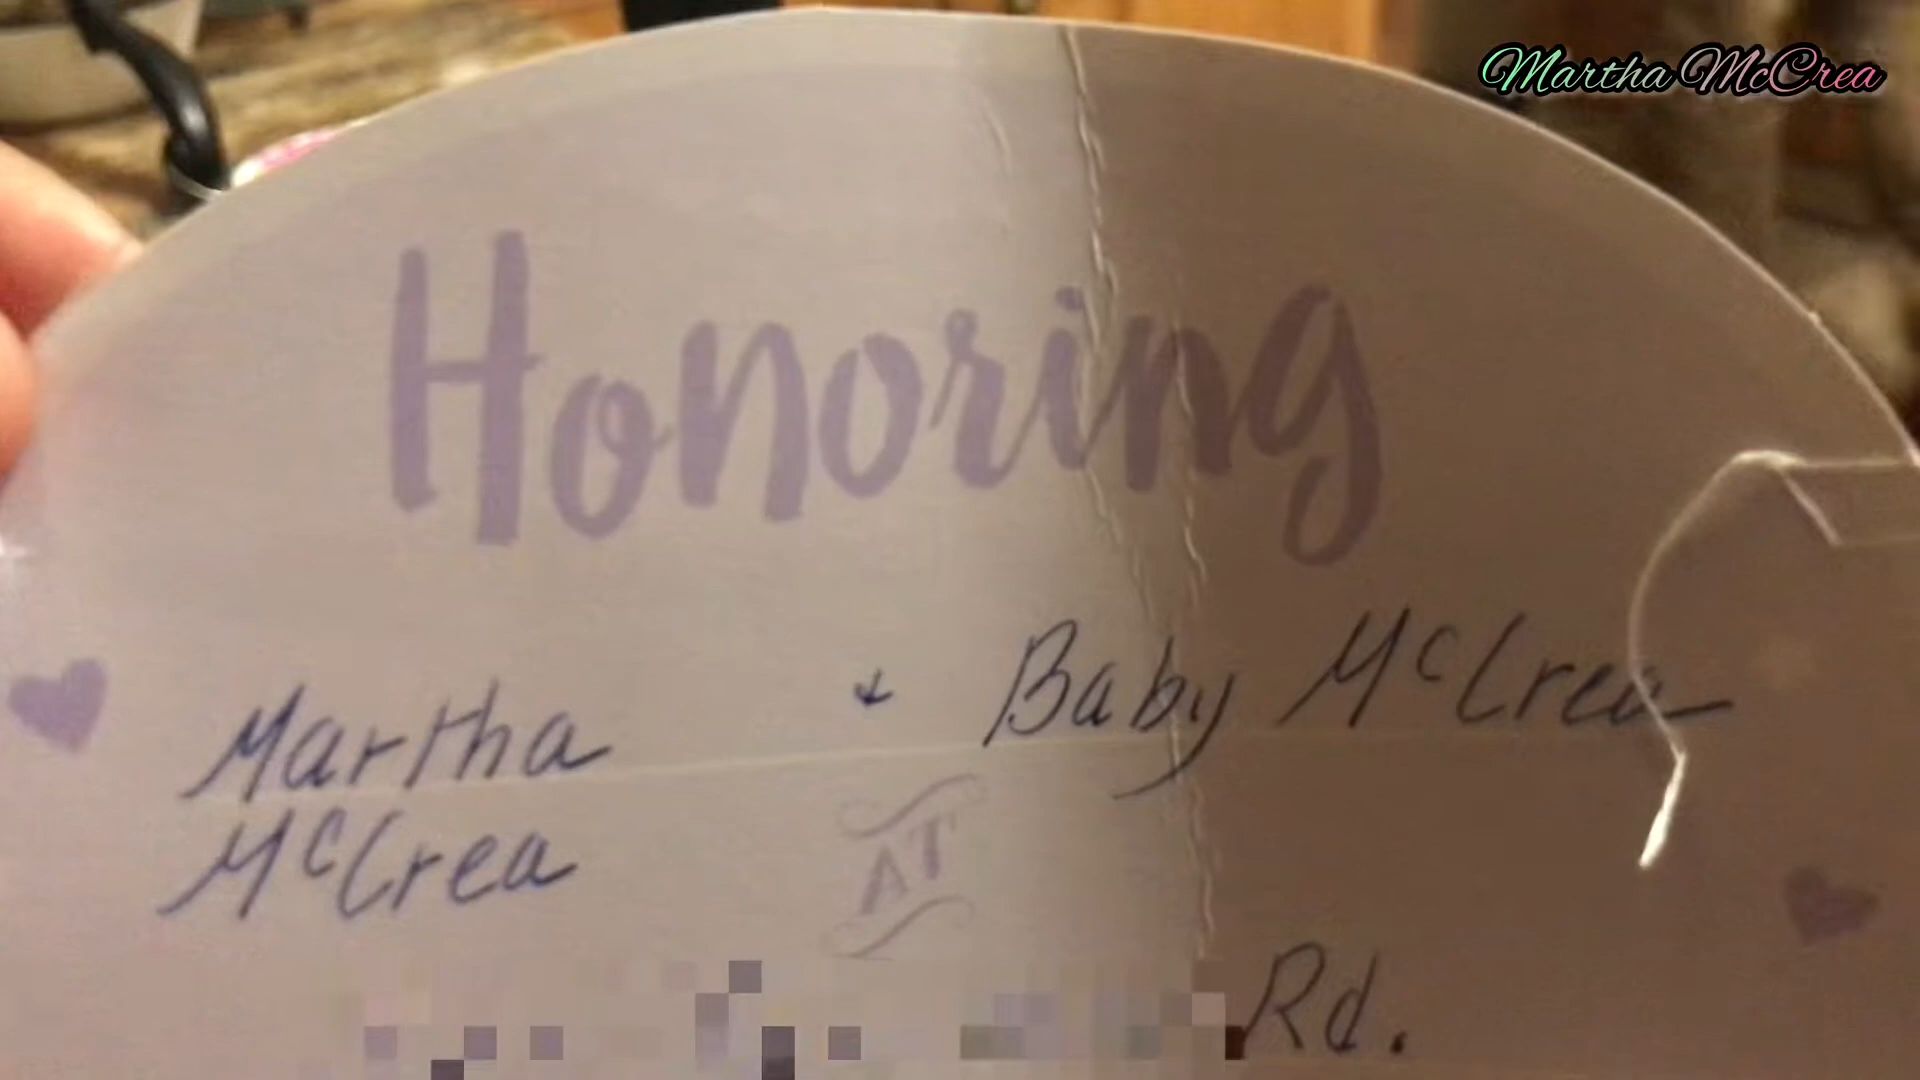 Martha McCrea
Honoring
Martha + Baby McCrea
McCrea
AT
Rd.